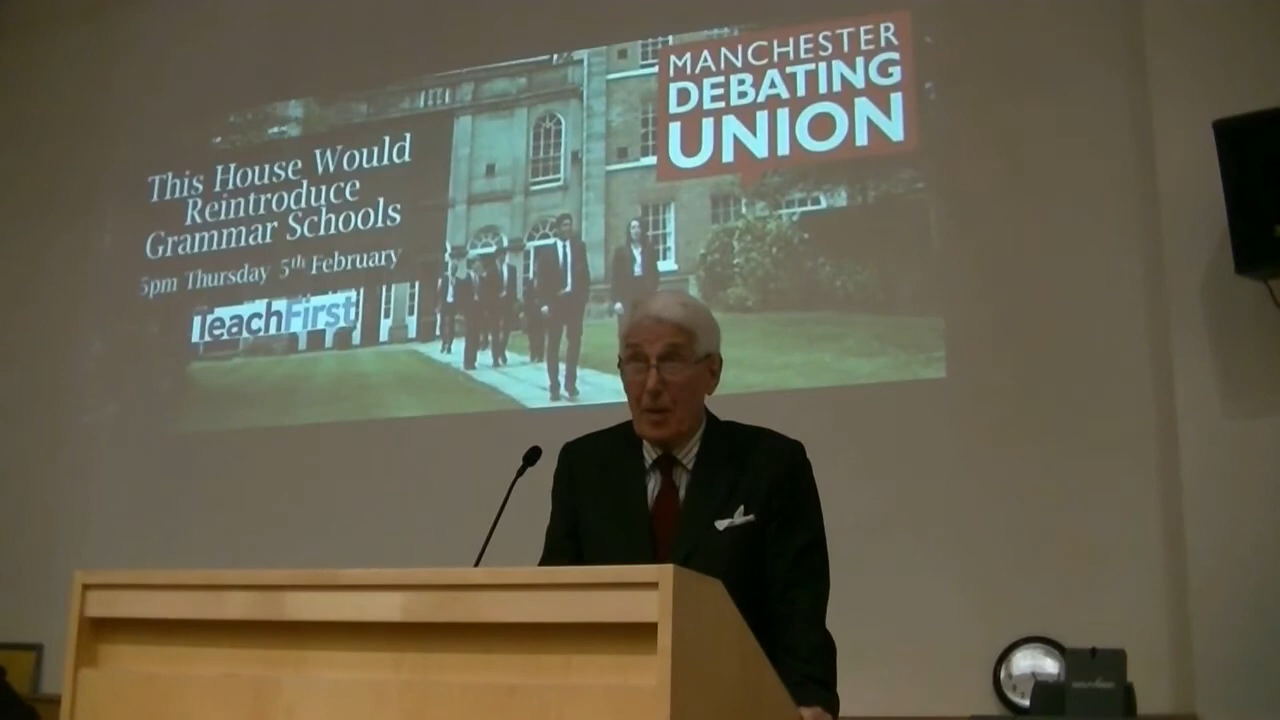 This House Would
Reintroduce
Grammar Schools
5pm Thursday 5th February
TeachFirst
MANCHESTER
DEBATING
UNION